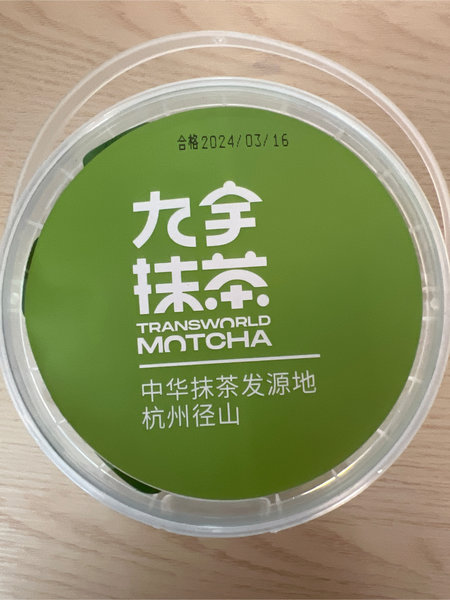 合格2024/03/16
九宇
抹茶
TRANSWORLD
MOTCHA
中华抹茶发源地
杭州径山